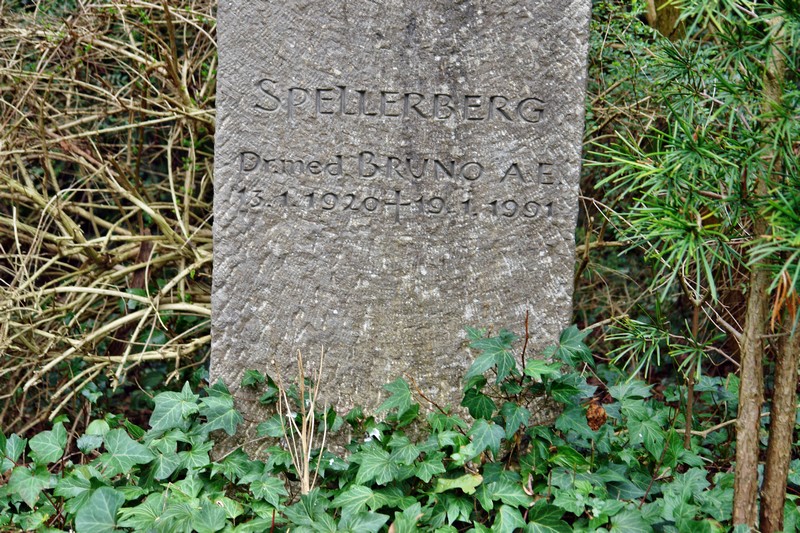 SPELLERBERG
Dr. med. BRUNO A. E.
13. 1. 1920 + 19. 1. 1991